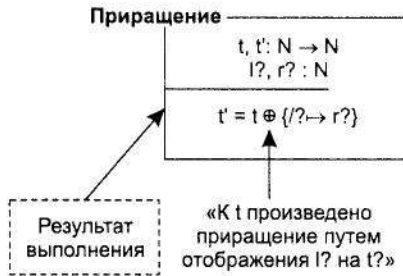 Приращение
t, t': N → N
l?, r? : N
t' = t ⊕ {/?↦ r?}
Результат
выполнения
«К t произведено
приращение путем
отображения l? на t?»